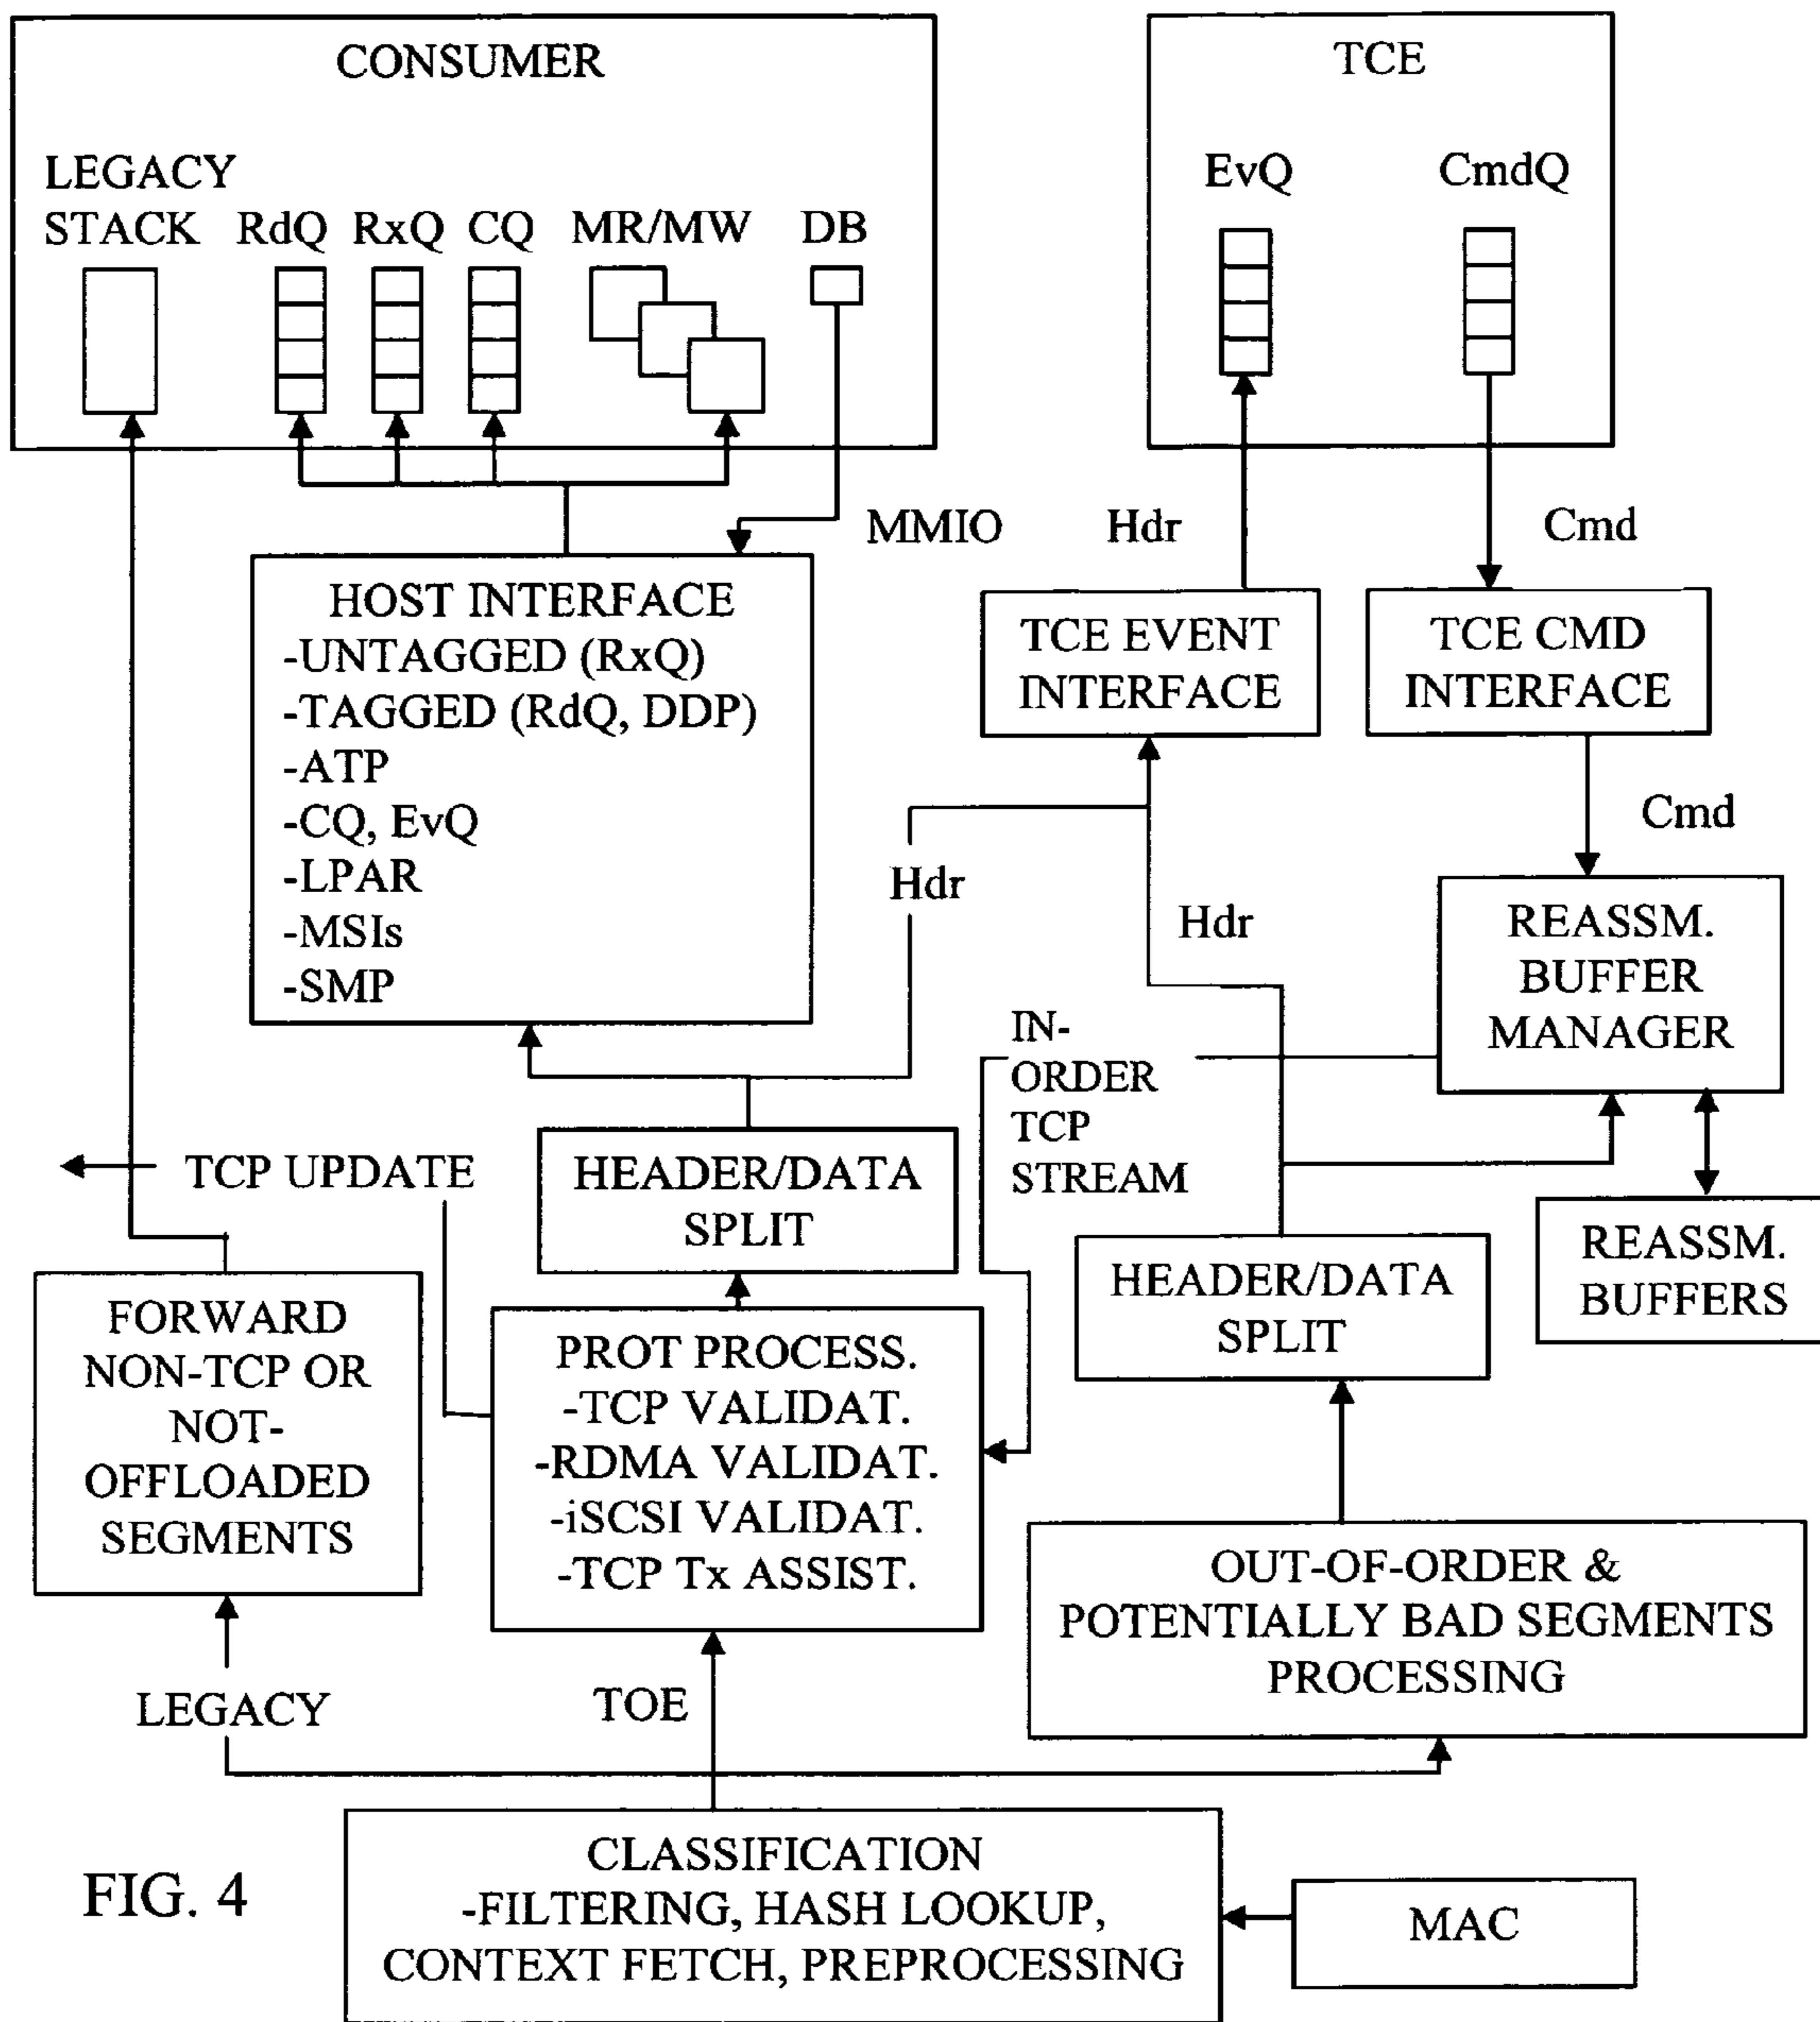 CONSUMER
LEGACY
STACK
RdQ
RxQ
CQ
MR/MW
DB
TCE
EvQ
CmdQ
MMIO
Hdr
Cmd
HOST INTERFACE
-UNTAGGED (RxQ)
-TAGGED (RdQ, DDP)
-ATP
-CQ, EvQ
-LPAR
-MSIs
-SMP
TCE EVENT
INTERFACE
TCE CMD
INTERFACE
Cmd
Hdr
Hdr
REASSM.
BUFFER
MANAGER
IN-
ORDER
TCP
STREAM
TCP UPDATE
HEADER/DATA
SPLIT
REASSM.
BUFFERS
HEADER/DATA
SPLIT
FORWARD
NON-TCP OR
NOT-
OFFLOADED
SEGMENTS
PROT PROCESS.
-TCP VALIDAT.
-RDMA VALIDAT.
-iSCSI VALIDAT.
-TCP Tx ASSIST.
OUT-OF-ORDER &
POTENTIALLY BAD SEGMENTS
PROCESSING
LEGACY
TOE
CLASSIFICATION
-FILTERING, HASH LOOKUP,
CONTEXT FETCH, PREPROCESSING
MAC
FIG. 4